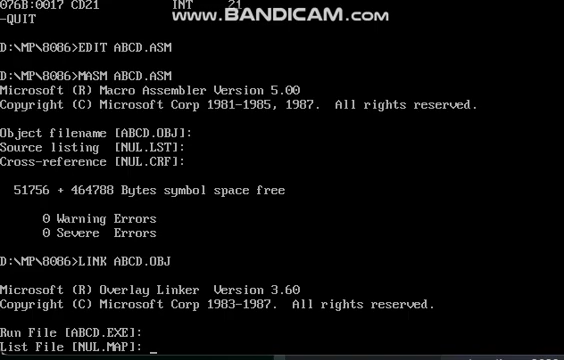 076B:0017 CD21 INT 21
-QUIT
www.BANDICAM.com
D:\MP\8086>EDIT ABCD.ASM
D:\MP\8086>MASM ABCD.ASM
Microsoft (R) Macro Assembler Version 5.00
Copyright (C) Microsoft Corp 1981-1985, 1987.  All rights reserved.
Object filename [ABCD.OBJ]:
Source listing  [NUL.LST]:
Cross-reference [NUL.CRF]:
51756 + 464788 Bytes symbol space free
0 Warning Errors
0 Severe  Errors
D:\MP\8086>LINK ABCD.OBJ
Microsoft (R) Overlay Linker  Version 3.60
Copyright (C) Microsoft Corp 1983-1987.  All rights reserved.
Run File [ABCD.EXE]:
List File [NUL.MAP]: _